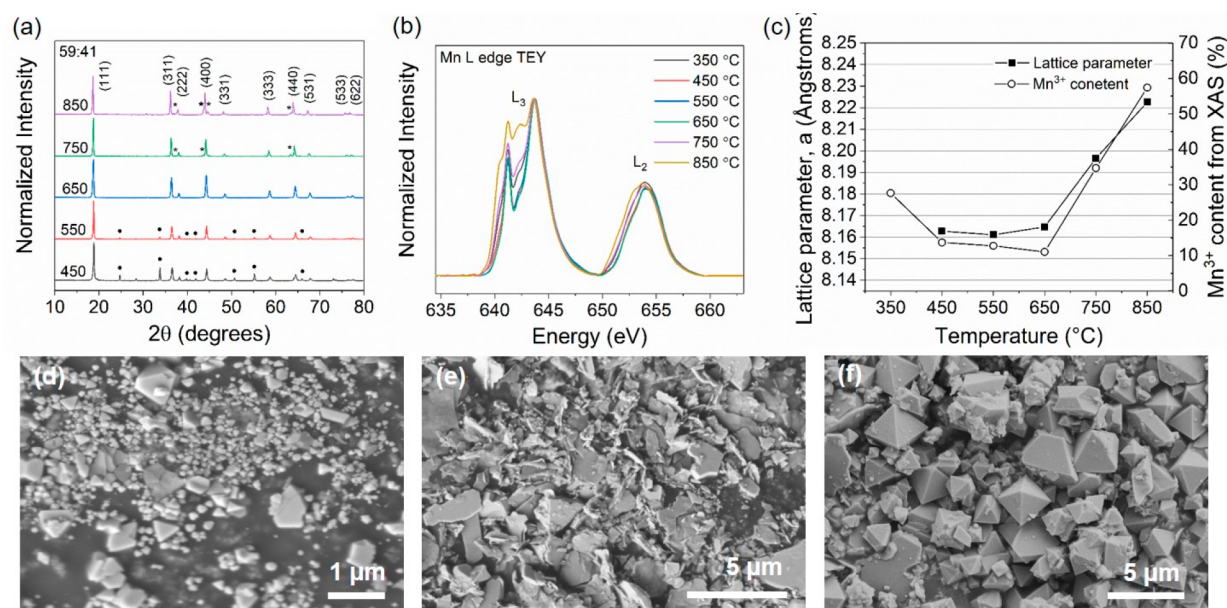 (a)
59:41
(111)
(311)
(222)
(400)
(331)
(333)
(440)
(531)
(533)
(622)
850
* * * *
750
* * *
650
550
450
Normalized Intensity
10 20 30 40 50 60 70 80
2θ (degrees)
(b)
Mn L edge TEY
L3
L2
350 °C
450 °C
550 °C
650 °C
750 °C
850 °C
Normalized Intensity
635 640 645 650 655 660
Energy (eV)
(c)
Lattice parameter
Mn3+ conetent
Lattice parameter, a (Ångstroms)
8.25
8.24
8.23
8.22
8.21
8.20
8.19
8.18
8.17
8.16
8.15
8.14
70
60
50
40
30
20
10
0
Mn3+ content from XAS (%)
350 450 550 650 750 850
Temperature (°C)
(d)
1 µm
(e)
5 µm
(f)
5 µm